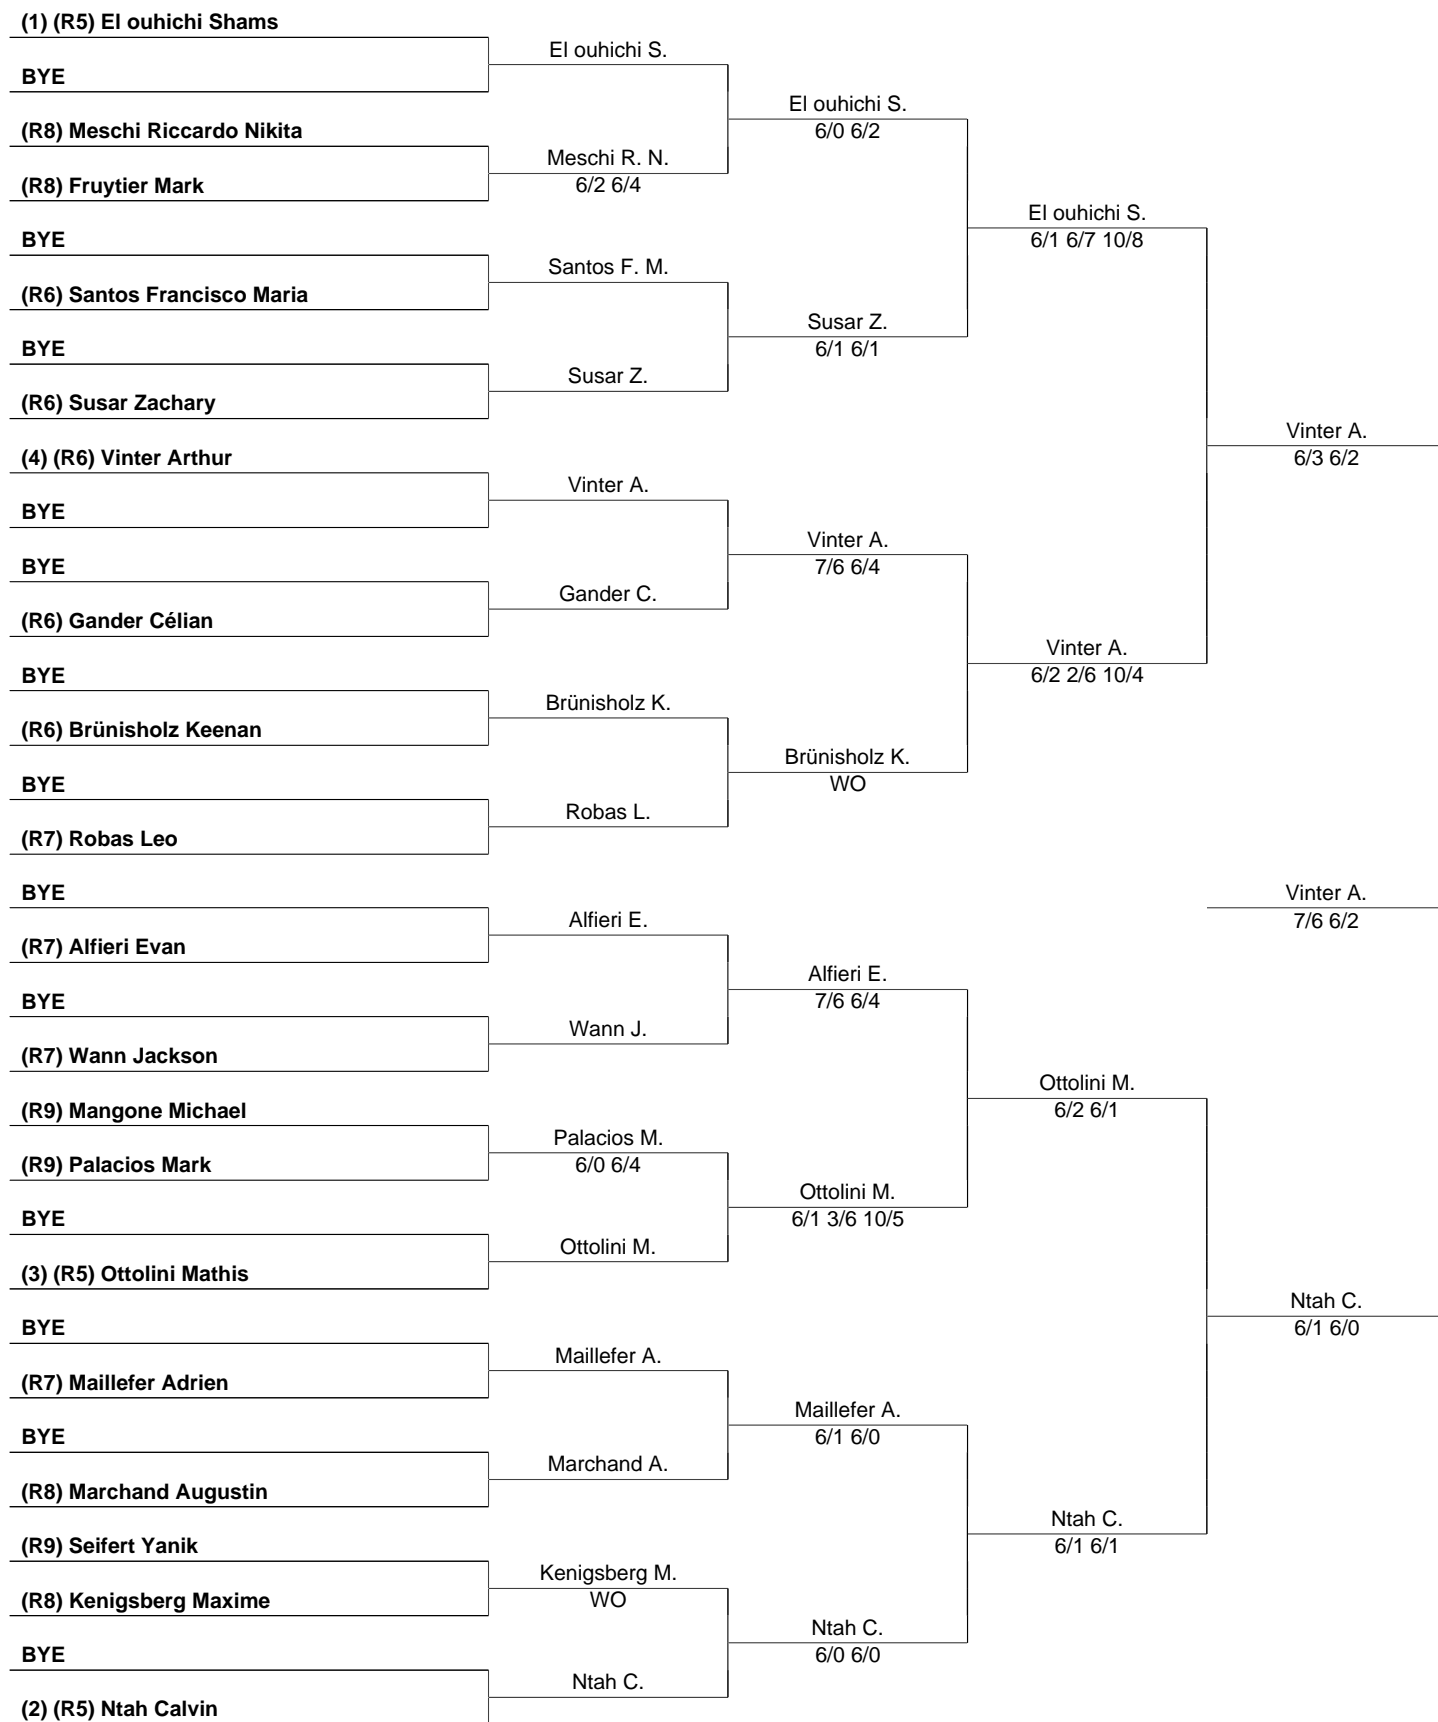 (1) (R5) El ouhichi Shams
El ouhichi S.
BYE
El ouhichi S.
6/0 6/2
(R8) Meschi Riccardo Nikita
Meschi R. N.
6/2 6/4
(R8) Fruytier Mark
El ouhichi S.
6/1 6/7 10/8
BYE
Santos F. M.
(R6) Santos Francisco Maria
Susar Z.
6/1 6/1
BYE
Susar Z.
(R6) Susar Zachary
Vinter A.
6/3 6/2
(4) (R6) Vinter Arthur
Vinter A.
BYE
Vinter A.
7/6 6/4
BYE
Gander C.
(R6) Gander Célian
Vinter A.
6/2 2/6 10/4
BYE
Brünisholz K.
(R6) Brünisholz Keenan
Brünisholz K.
WO
BYE
Robas L.
(R7) Robas Leo
BYE
Vinter A.
7/6 6/2
Alfieri E.
(R7) Alfieri Evan
Alfieri E.
7/6 6/4
BYE
Wann J.
(R7) Wann Jackson
Ottolini M.
6/2 6/1
(R9) Mangone Michael
Palacios M.
6/0 6/4
(R9) Palacios Mark
Ottolini M.
6/1 3/6 10/5
BYE
Ottolini M.
(3) (R5) Ottolini Mathis
Ntah C.
6/1 6/0
BYE
Maillefer A.
(R7) Maillefer Adrien
Maillefer A.
6/1 6/0
BYE
Marchand A.
(R8) Marchand Augustin
Ntah C.
6/1 6/1
(R9) Seifert Yanik
Kenigsberg M.
WO
(R8) Kenigsberg Maxime
Ntah C.
6/0 6/0
BYE
Ntah C.
(2) (R5) Ntah Calvin